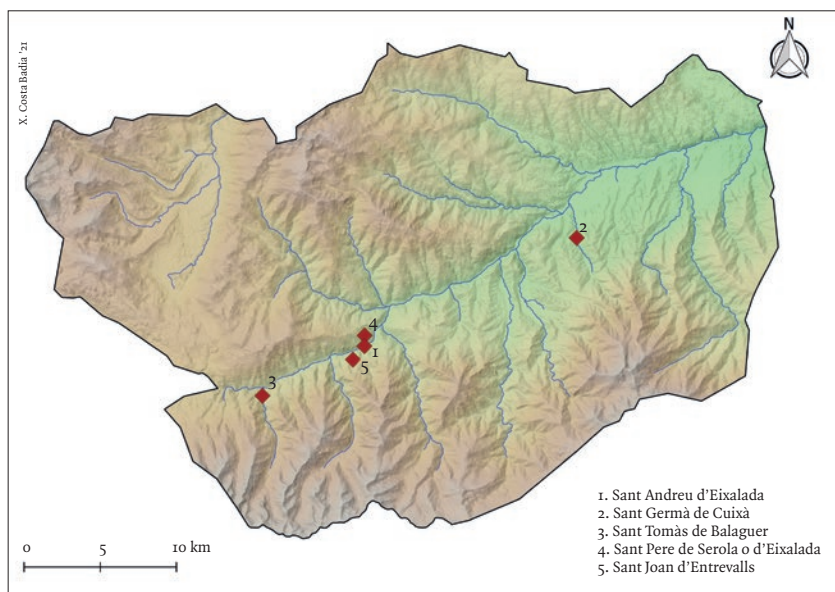 X. Costa Badia '21
N
2
4
1
5
3
1. Sant Andreu d'Eixalada
2. Sant Germà de Cuixà
3. Sant Tomàs de Balaguer
4. Sant Pere de Serola o d'Eixalada
5. Sant Joan d'Entrevalls
0 5 10 km